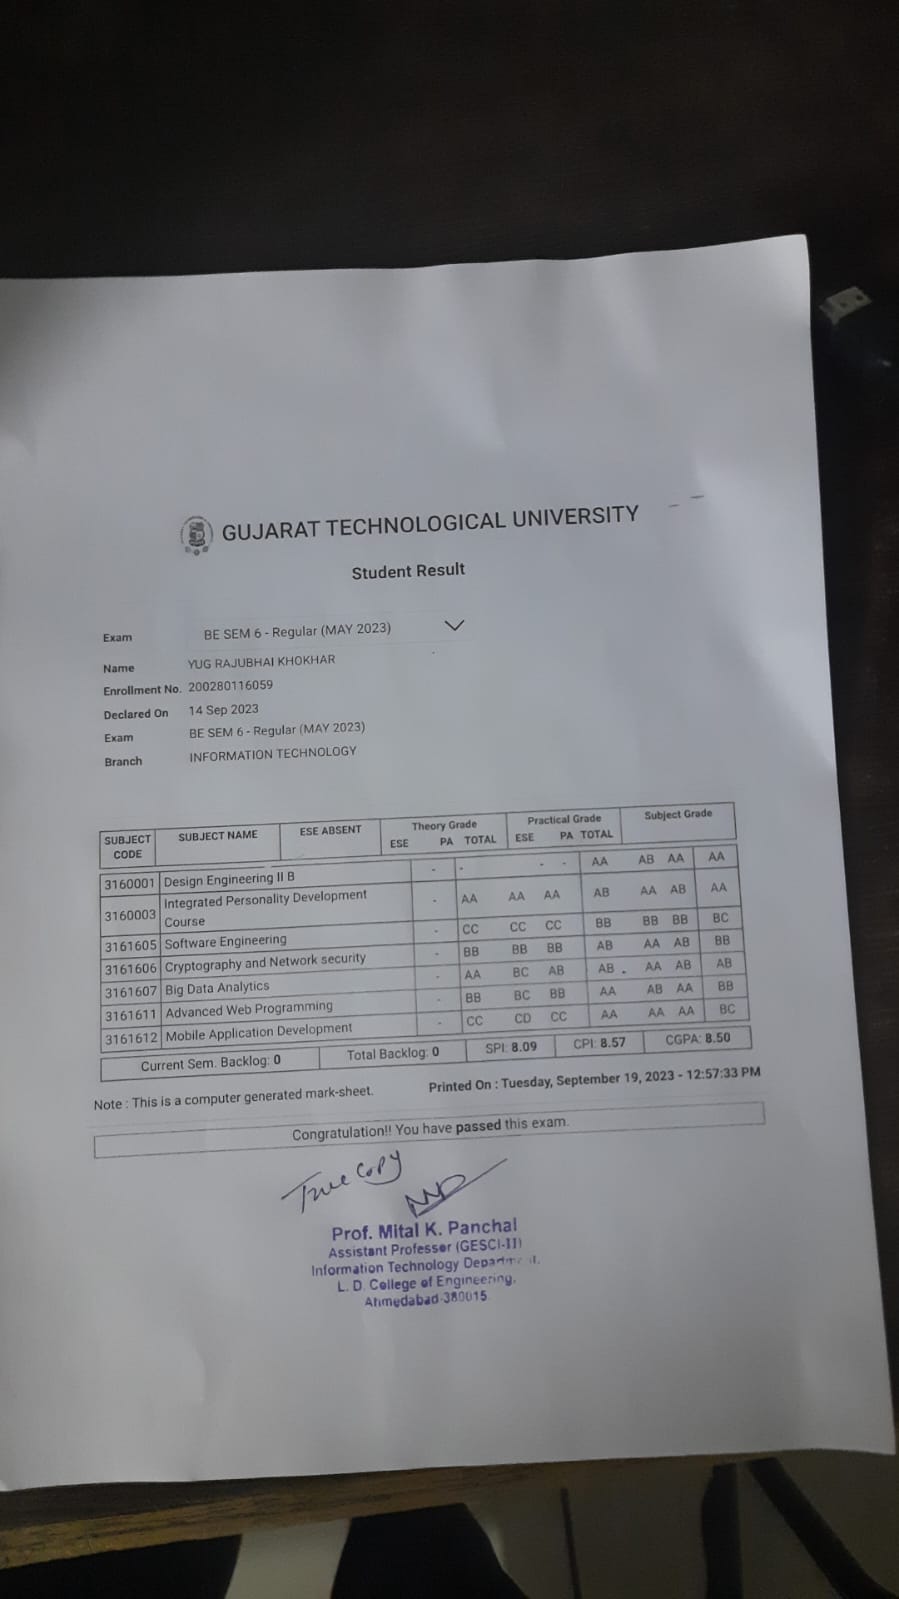 GUJARAT TECHNOLOGICAL UNIVERSITY
Student Result
Exam BE SEM 6 - Regular (MAY 2023)
Name YUG RAJUBHAI KHOKHAR
Enrollment No. 200280116059
Declared On 14 Sep 2023
Exam BE SEM 6 - Regular (MAY 2023)
Branch INFORMATION TECHNOLOGY
SUBJECT CODE SUBJECT NAME ESE ABSENT Theory Grade ESE PA TOTAL Practical Grade ESE PA TOTAL Subject Grade
3160001 Design Engineering II B - - - - AA AB AA AA
3160003 Integrated Personality Development Course - AA AA AA AB AA AB AA
3161605 Software Engineering - CC CC CC BB BB BB BC
3161606 Cryptography and Network security - BB BB BB AB AA AB BB
3161607 Big Data Analytics - AA BC AB AB AA AB AB
3161611 Advanced Web Programming - BB BC BB AA AB AA BB
3161612 Mobile Application Development - CC CD CC AA AA AA BC
Current Sem. Backlog: 0 Total Backlog: 0 SPI: 8.09 CPI: 8.57 CGPA: 8.50
Note : This is a computer generated mark-sheet. Printed On : Tuesday, September 19, 2023 - 12:57:33 PM
Congratulation!! You have passed this exam.
True Copy
Prof. Mital K. Panchal
Assistant Professor (GESCI-II)
Information Technology Department.
L. D. College of Engineering,
Ahmedabad-380015